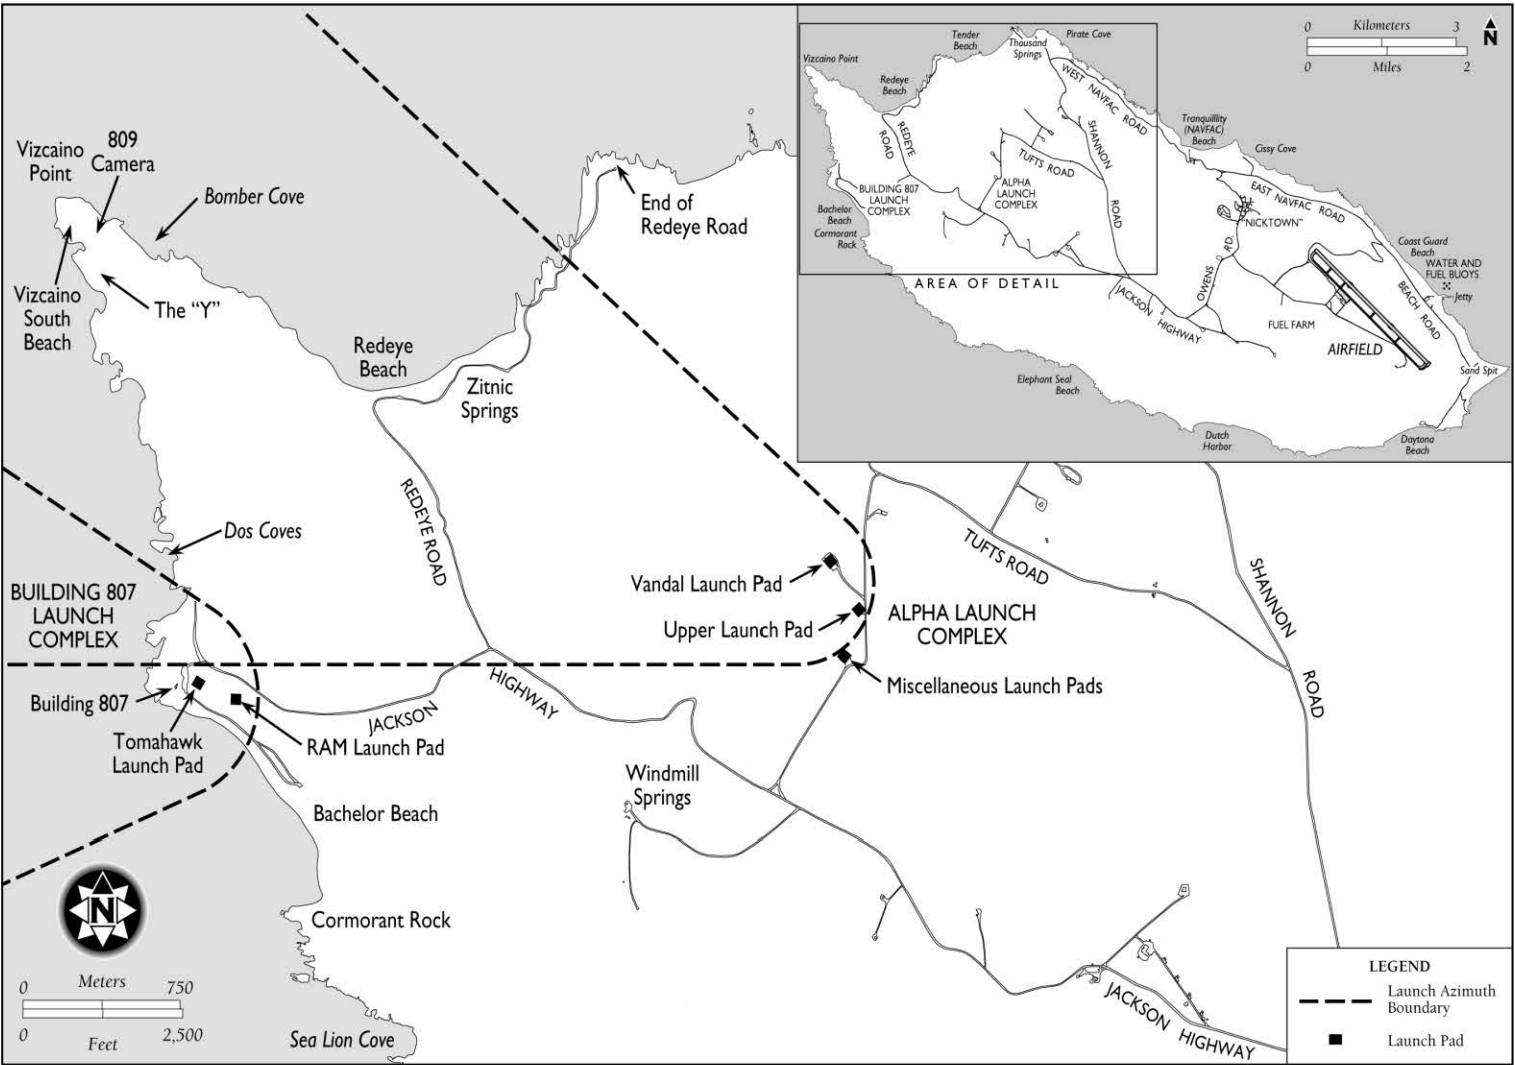 Vizcaino
Point
809
Camera
Bomber Cove
Vizcaino
South
Beach
The "Y"
Redeye
Beach
Zitnic
Springs
End of
Redeye Road
REDEYE ROAD
Dos Coves
BUILDING 807
LAUNCH
COMPLEX
Building 807
Tomahawk
Launch Pad
RAM Launch Pad
JACKSON
HIGHWAY
Bachelor Beach
Cormorant Rock
Sea Lion Cove
Windmill
Springs
Vandal Launch Pad
Upper Launch Pad
ALPHA LAUNCH
COMPLEX
Miscellaneous Launch Pads
TUFTS ROAD
SHANNON
ROAD
JACKSON HIGHWAY
N
Meters
0 750
0 2,500
Feet
LEGEND
Launch Azimuth
Boundary
Launch Pad
0 Kilometers 3
0 Miles 2
N
Vizcaino Point
Tender
Beach
Thousand
Springs
Pirate Cove
Redeye
Beach
REDEYE
ROAD
WEST NAVFAC ROAD
SHANNON
ROAD
TUFTS ROAD
ALPHA
LAUNCH
COMPLEX
BUILDING 807
LAUNCH
COMPLEX
Bachelor
Beach
Cormorant
Rock
AREA OF DETAIL
Tranquilllity
(NAVFAC)
Beach
Cissy Cove
EAST NAVFAC ROAD
"NICKTOWN"
OWENS RD.
JACKSON HIGHWAY
FUEL FARM
AIRFIELD
Coast Guard
Beach
WATER AND
FUEL BUOYS
Jetty
BEACH ROAD
Sand Spit
Daytona
Beach
Dutch
Harbor
Elephant Seal
Beach